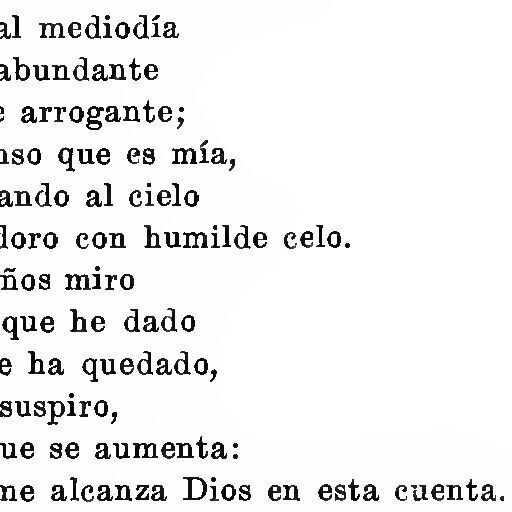 al mediodía
abundante
e arrogante;
nso que es mía,
ando al cielo
doro con humilde celo.
ños miro
que he dado
e ha quedado,
suspiro,
ue se aumenta:
me alcanza Dios en esta cuenta.